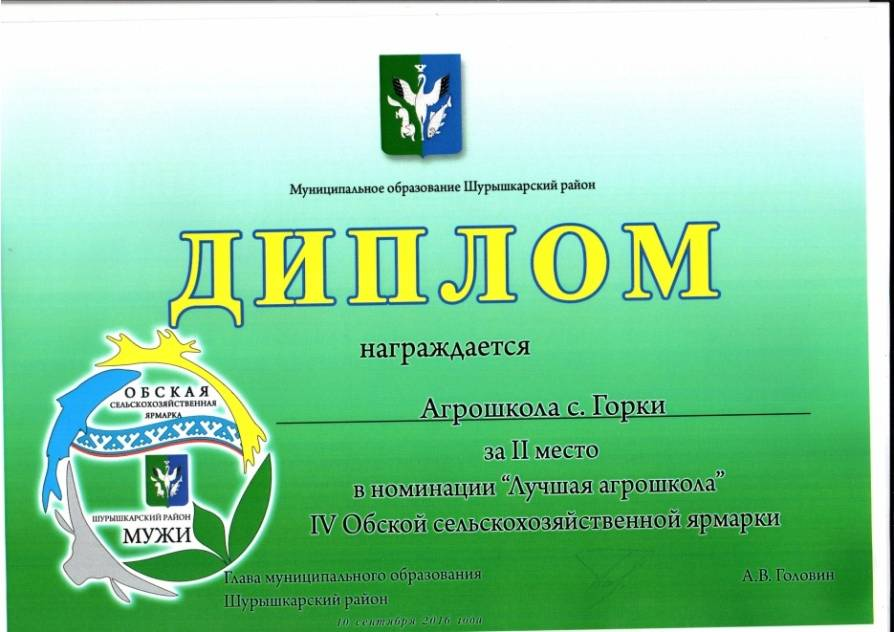 Муниципальное образование Шурышкарский район
ДИПЛОМ
награждается
Агрошкола с. Горки
за II место
в номинации “Лучшая агрошкола”
IV Обской сельскохозяйственной ярмарки
ОБСКАЯ
СЕЛЬСКОХОЗЯЙСТВЕННАЯ
ЯРМАРКА
ШУРЫШКАРСКИЙ РАЙОН
МУЖИ
Глава муниципального образования
Шурышкарский район
А.В. Головин
10 сентября 2016 года